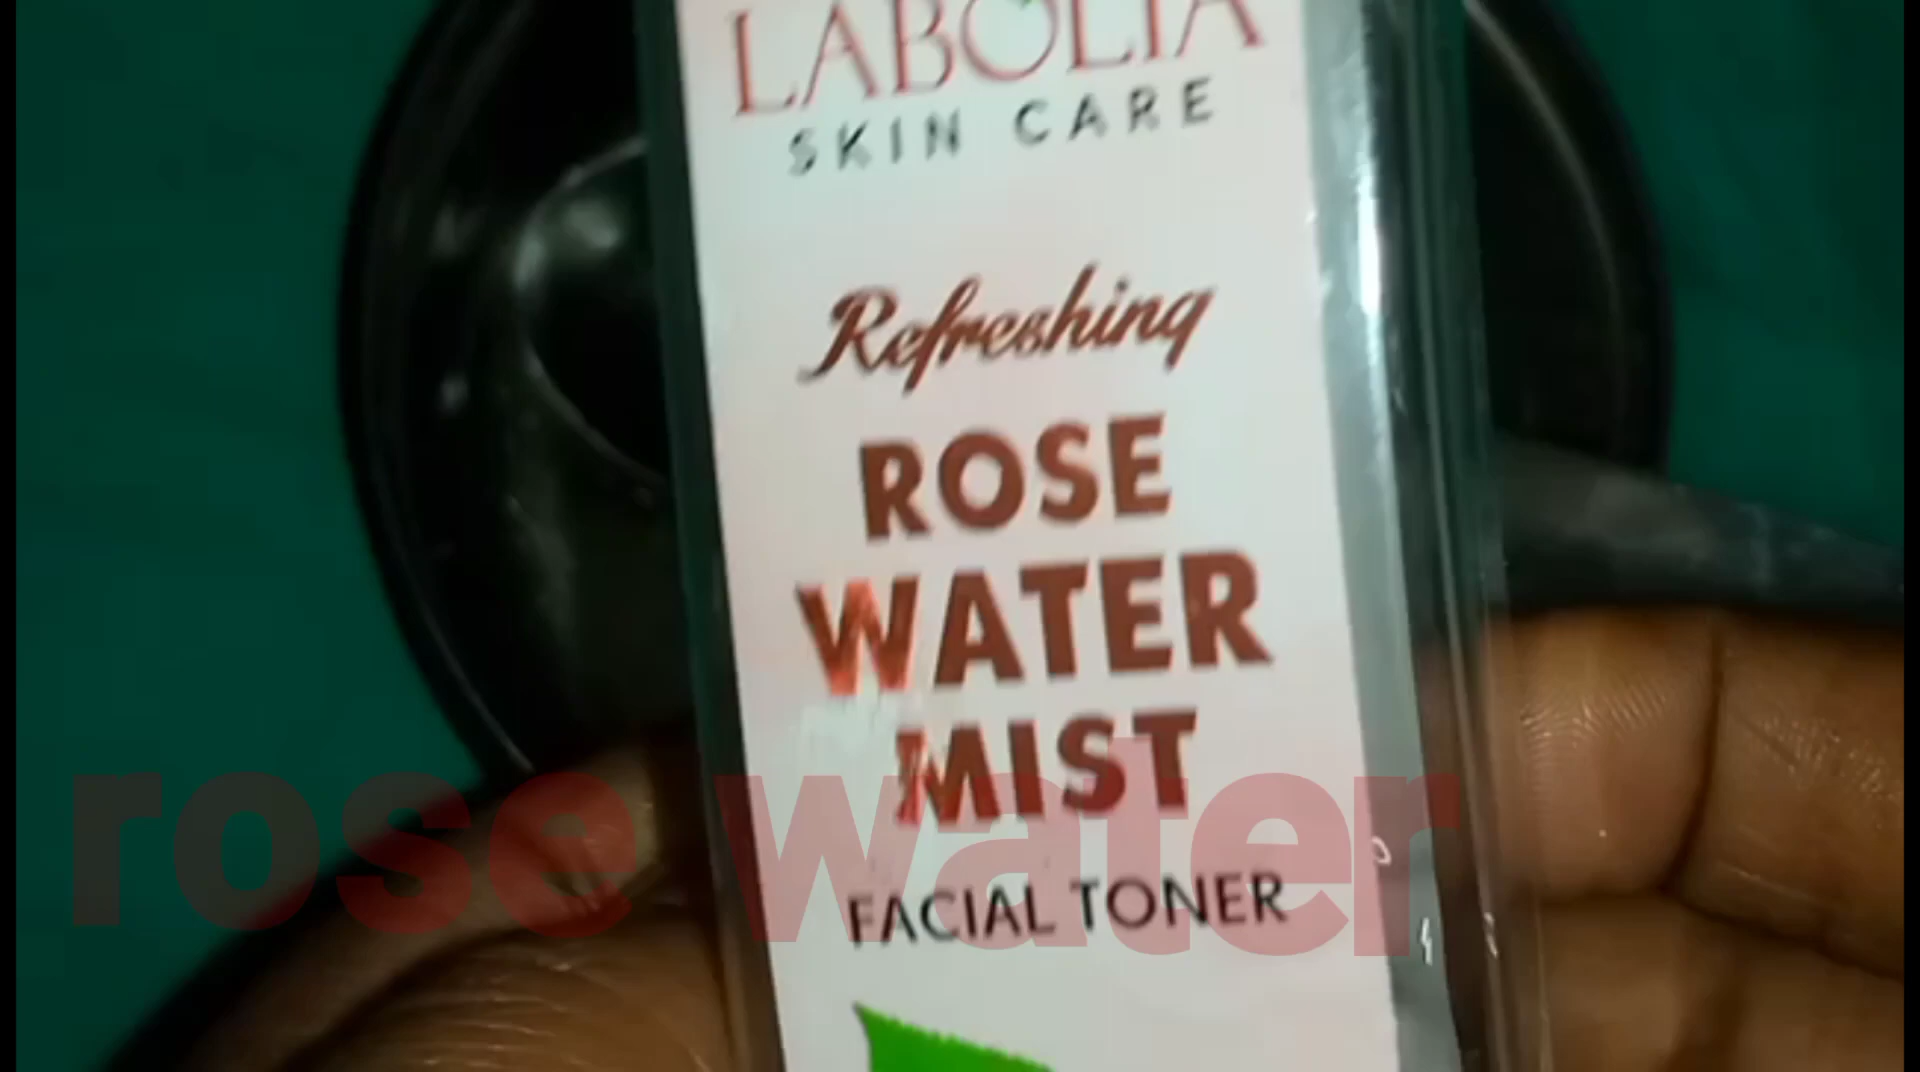 LABOLIA
SKIN CARE
Refreshing
ROSE
WATER
MIST
FACIAL TONER
rose water